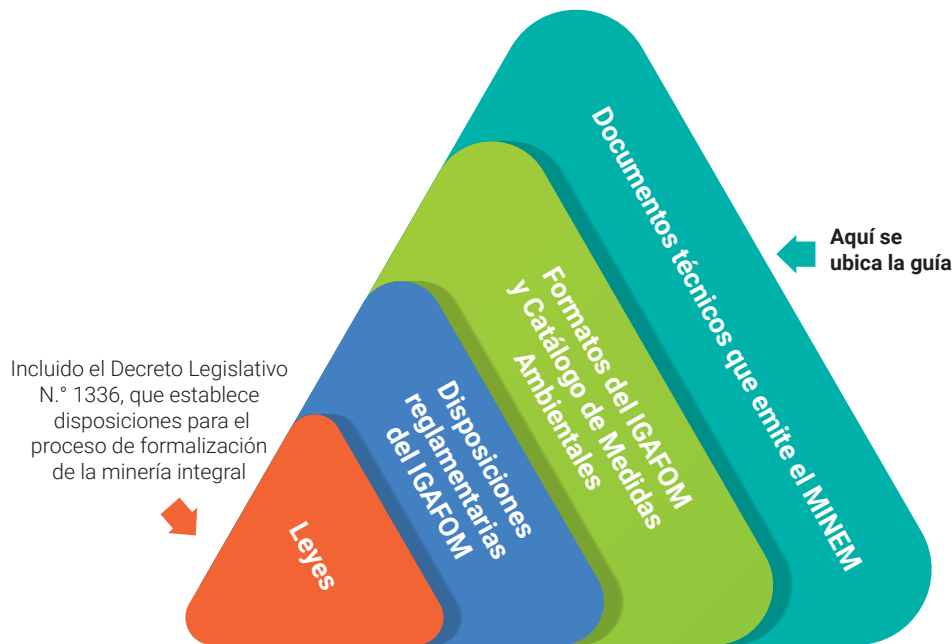 Documentos técnicos que emite el MINEM
Aquí se
ubica la guía
Formatos del IGAFOM
y Catálogo de Medidas
Ambientales
Disposiciones
reglamentarias
del IGAFOM
Incluido el Decreto Legislativo
N.° 1336, que establece
disposiciones para el
proceso de formalización
de la minería integral
Leyes